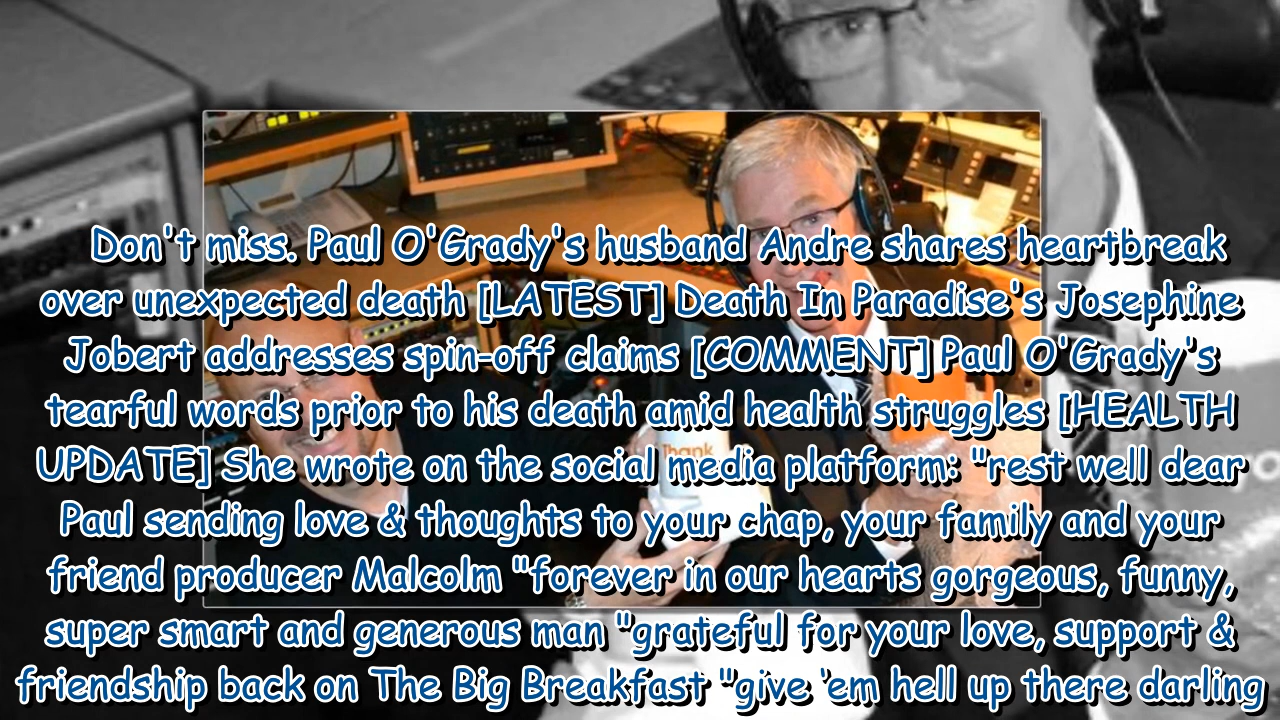 Don't miss. Paul O'Grady's husband Andre shares heartbreak
over unexpected death [LATEST] Death In Paradise's Josephine
Jobert addresses spin-off claims [COMMENT] Paul O'Grady's
tearful words prior to his death amid health struggles [HEALTH
UPDATE] She wrote on the social media platform: "rest well dear
Paul sending love & thoughts to your chap, your family and your
friend producer Malcolm "forever in our hearts gorgeous, funny,
super smart and generous man "grateful for your love, support &
friendship back on The Big Breakfast "give 'em hell up there darling
Thank